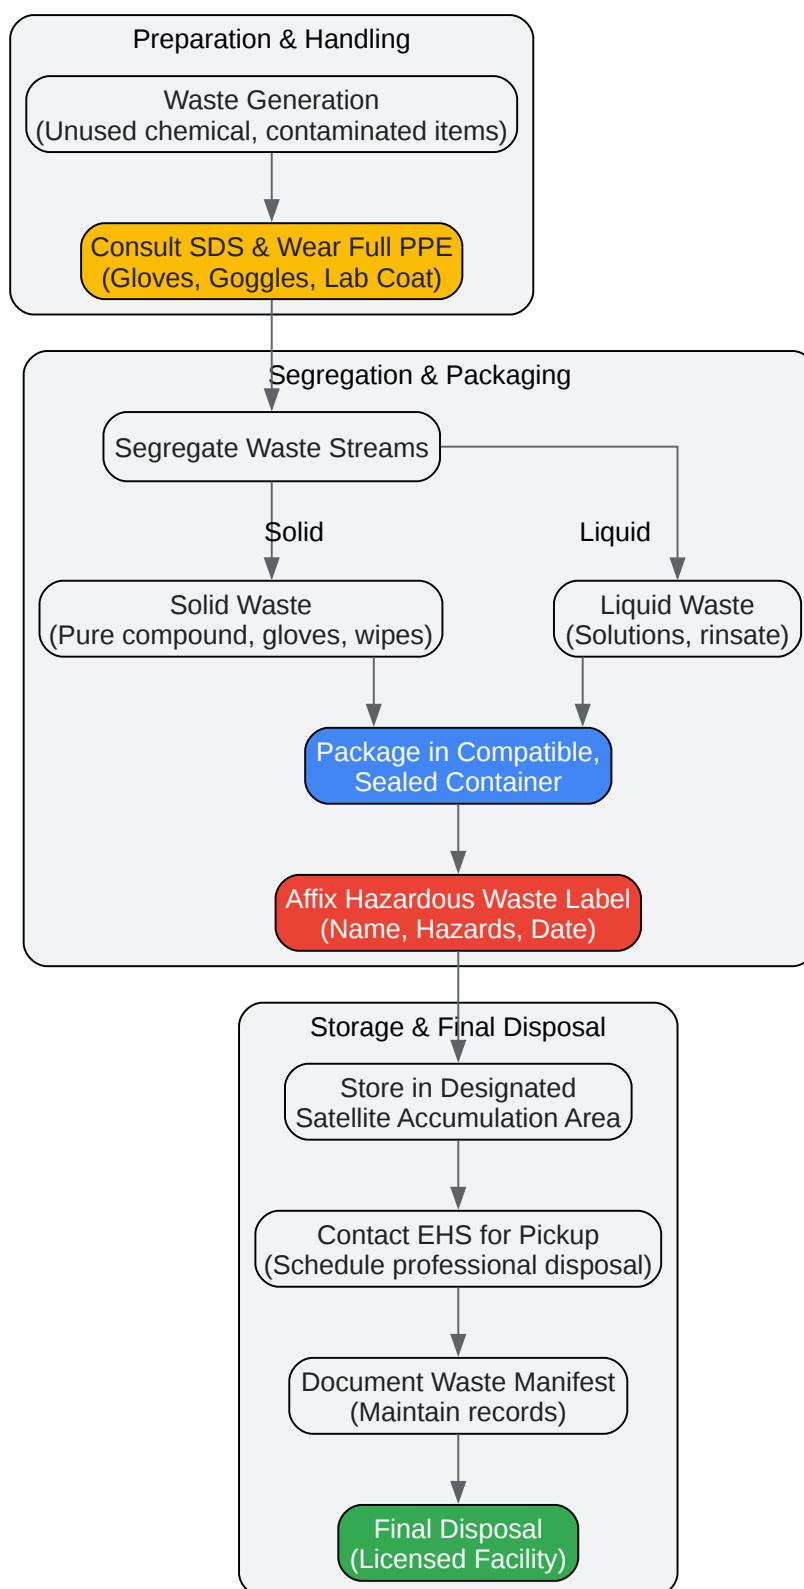 Preparation & Handling
Waste Generation
(Unused chemical, contaminated items)
Consult SDS & Wear Full PPE
(Gloves, Goggles, Lab Coat)
Segregation & Packaging
Segregate Waste Streams
Solid
Liquid
Solid Waste
(Pure compound, gloves, wipes)
Liquid Waste
(Solutions, rinsate)
Package in Compatible,
Sealed Container
Affix Hazardous Waste Label
(Name, Hazards, Date)
Storage & Final Disposal
Store in Designated
Satellite Accumulation Area
Contact EHS for Pickup
(Schedule professional disposal)
Document Waste Manifest
(Maintain records)
Final Disposal
(Licensed Facility)